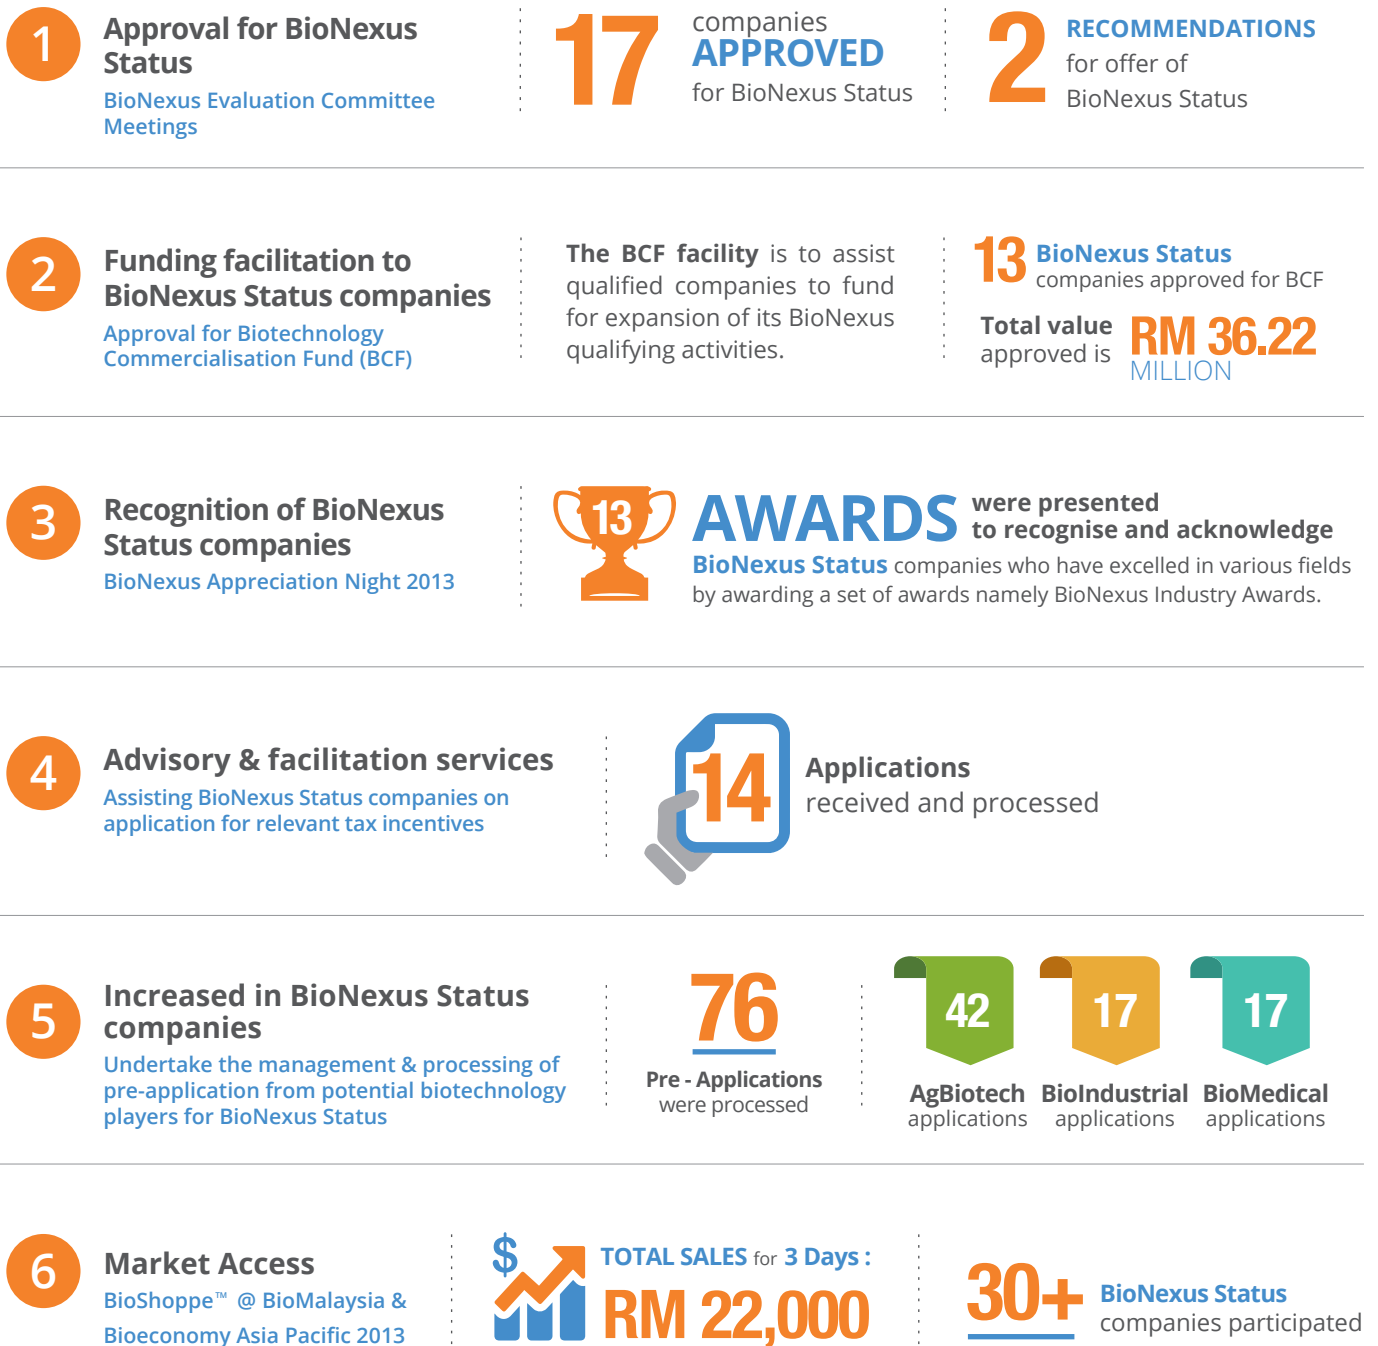 1
Approval for BioNexus
Status
BioNexus Evaluation Committee
Meetings
17
companies
APPROVED
for BioNexus Status
2
RECOMMENDATIONS
for offer of
BioNexus Status
2
Funding facilitation to
BioNexus Status companies
Approval for Biotechnology
Commercialisation Fund (BCF)
The BCF facility is to assist
qualified companies to fund
for expansion of its BioNexus
qualifying activities.
13
BioNexus Status
companies approved for BCF
Total value
approved is
RM 36.22
MILLION
3
Recognition of BioNexus
Status companies
BioNexus Appreciation Night 2013
13
AWARDS
were presented
to recognise and acknowledge
BioNexus Status companies who have excelled in various fields
by awarding a set of awards namely BioNexus Industry Awards.
4
Advisory & facilitation services
Assisting BioNexus Status companies on
application for relevant tax incentives
14
Applications
received and processed
5
Increased in BioNexus Status
companies
Undertake the management & processing of
pre-application from potential biotechnology
players for BioNexus Status
76
Pre - Applications
were processed
42
AgBiotech
applications
17
BioIndustrial
applications
17
BioMedical
applications
6
Market Access
BioShoppe™ @ BioMalaysia &
Bioeconomy Asia Pacific 2013
$
TOTAL SALES for 3 Days :
RM 22,000
30+
BioNexus Status
companies participated